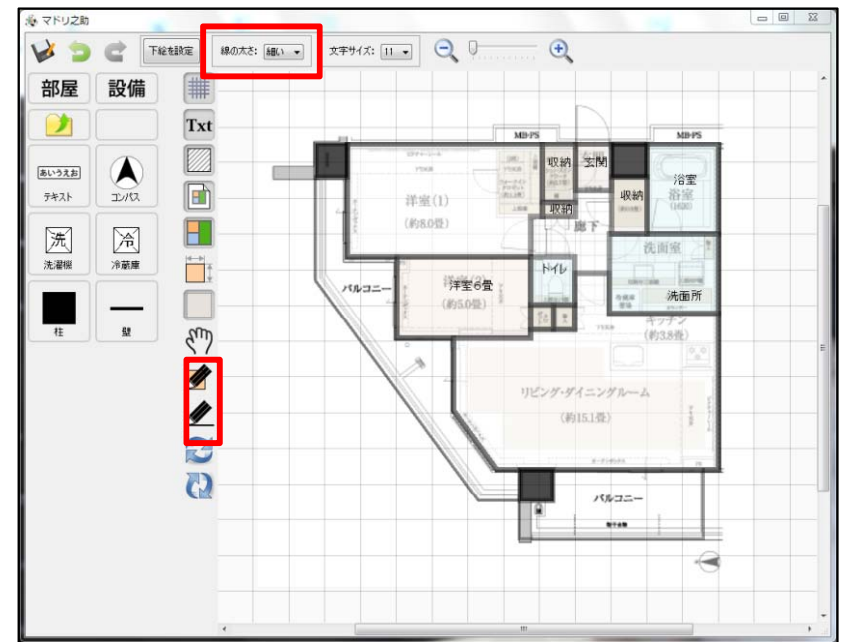 マドリ之助
下絵を設定
線の太さ: 細い
文字サイズ: 11
部屋 設備
Txt
あいうえお
テキスト コンパス
洗 冷
洗濯機 冷蔵庫
柱 壁
MB・PS MB・PS
収納 玄関
浴室
浴室
(1620)
収納
洋室(1)
(約8.0畳)
収納
廊下
洗面室
トイレ
バルコニー
洋室6畳
(約5.0畳)
洗面所
キッチン
(約3.8畳)
リビング・ダイニングルーム
(約15.1畳)
バルコニー